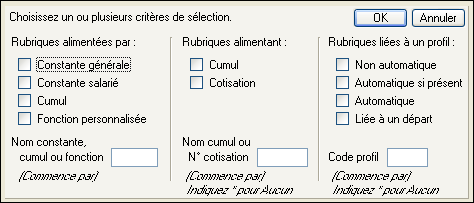 Choisissez un ou plusieurs critères de sélection.
OK
Annuler
Rubriques alimentées par :
Constante générale
Constante salarié
Cumul
Fonction personnalisée
Nom constante,
cumul ou fonction
(Commence par)
Rubriques alimentant :
Cumul
Cotisation
Nom cumul ou
N° cotisation
(Commence par)
Indiquez * pour Aucun
Rubriques liées à un profil :
Non automatique
Automatique si présent
Automatique
Liée à un départ
Code profil
(Commence par)
Indiquez * pour Aucun